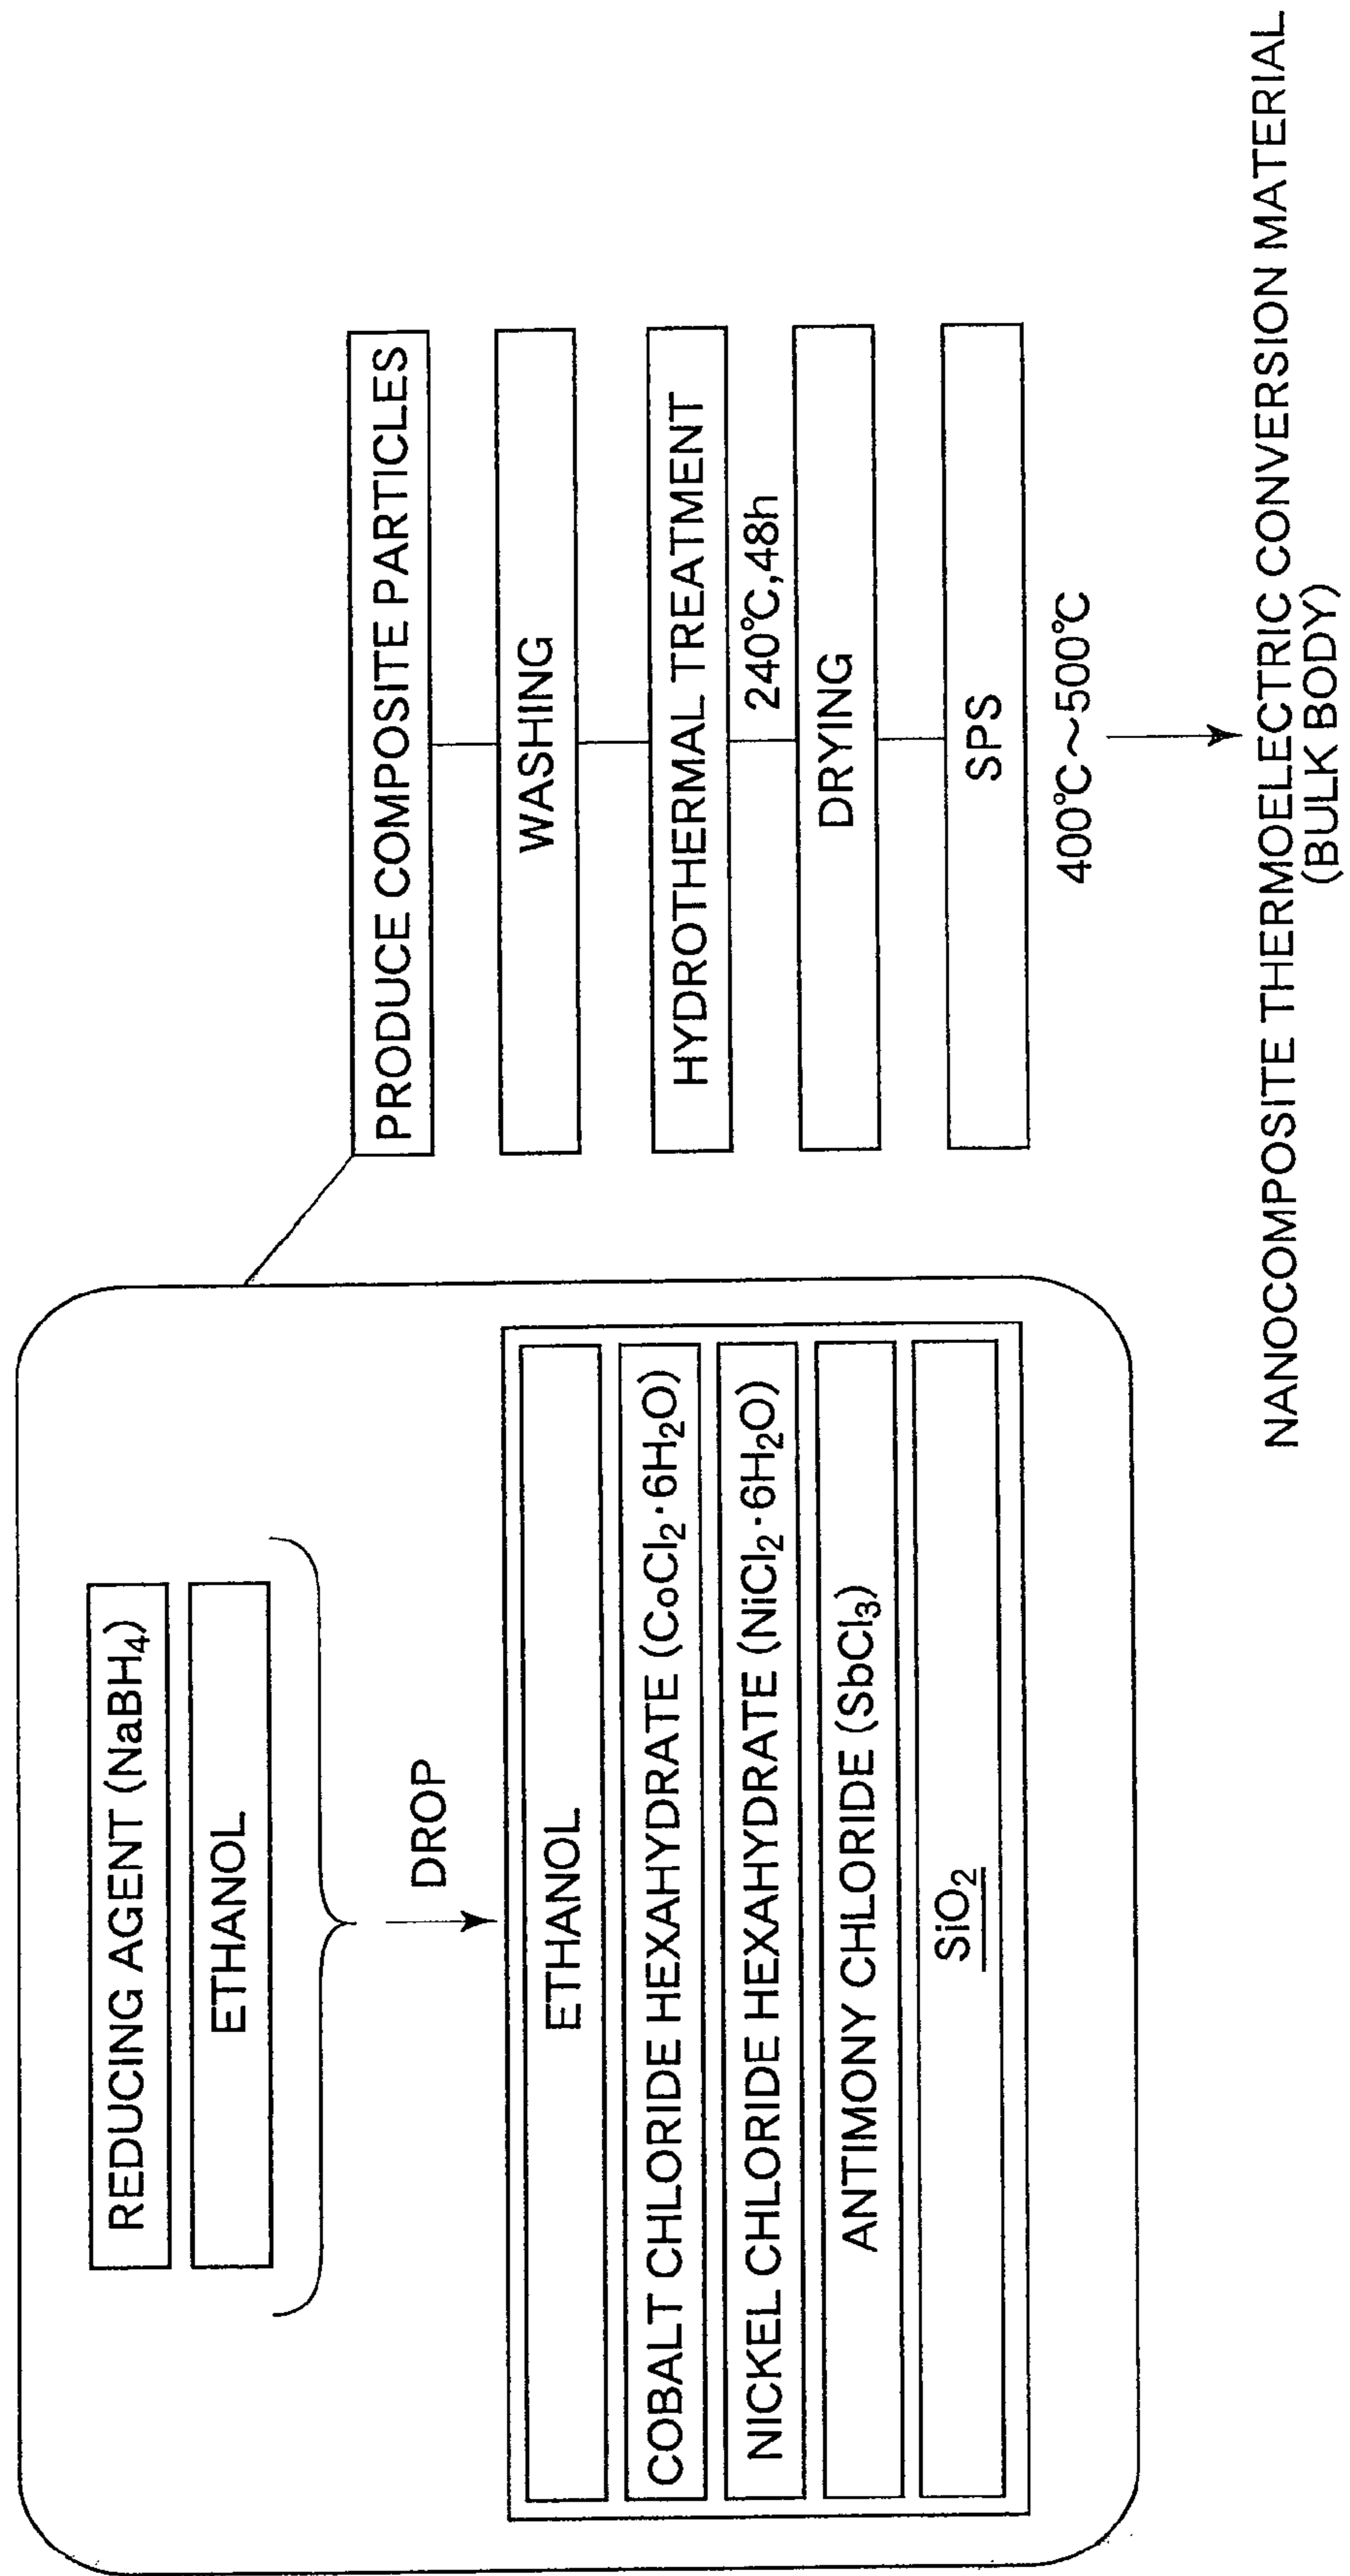 REDUCING AGENT (NaBH₄)
ETHANOL
DROP
ETHANOL
COBALT CHLORIDE HEXAHYDRATE (CoCl₂·6H₂O)
NICKEL CHLORIDE HEXAHYDRATE (NiCl₂·6H₂O)
ANTIMONY CHLORIDE (SbCl₃)
SiO₂
PRODUCE COMPOSITE PARTICLES
WASHING
HYDROTHERMAL TREATMENT
240℃,48h
DRYING
SPS
400℃~500℃
NANOCOMPOSITE THERMOELECTRIC CONVERSION MATERIAL
(BULK BODY)